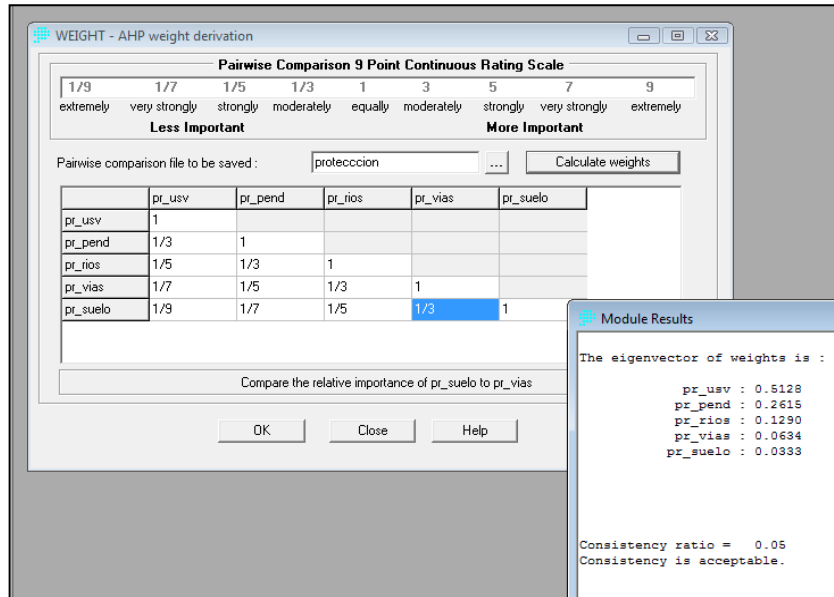 WEIGHT - AHP weight derivation
Pairwise Comparison 9 Point Continuous Rating Scale
1/9 1/7 1/5 1/3 1 3 5 7 9
extremely very strongly strongly moderately equally moderately strongly very strongly extremely
Less Important More Important
Pairwise comparison file to be saved : protecccion ... Calculate weights
pr_usv pr_pend pr_rios pr_vias pr_suelo
pr_usv 1
pr_pend 1/3 1
pr_rios 1/5 1/3 1
pr_vias 1/7 1/5 1/3 1
pr_suelo 1/9 1/7 1/5 1/3 1
Compare the relative importance of pr_suelo to pr_vias
OK Close Help
Module Results
The eigenvector of weights is :
pr_usv : 0.5128
pr_pend : 0.2615
pr_rios : 0.1290
pr_vias : 0.0634
pr_suelo : 0.0333
Consistency ratio = 0.05
Consistency is acceptable.